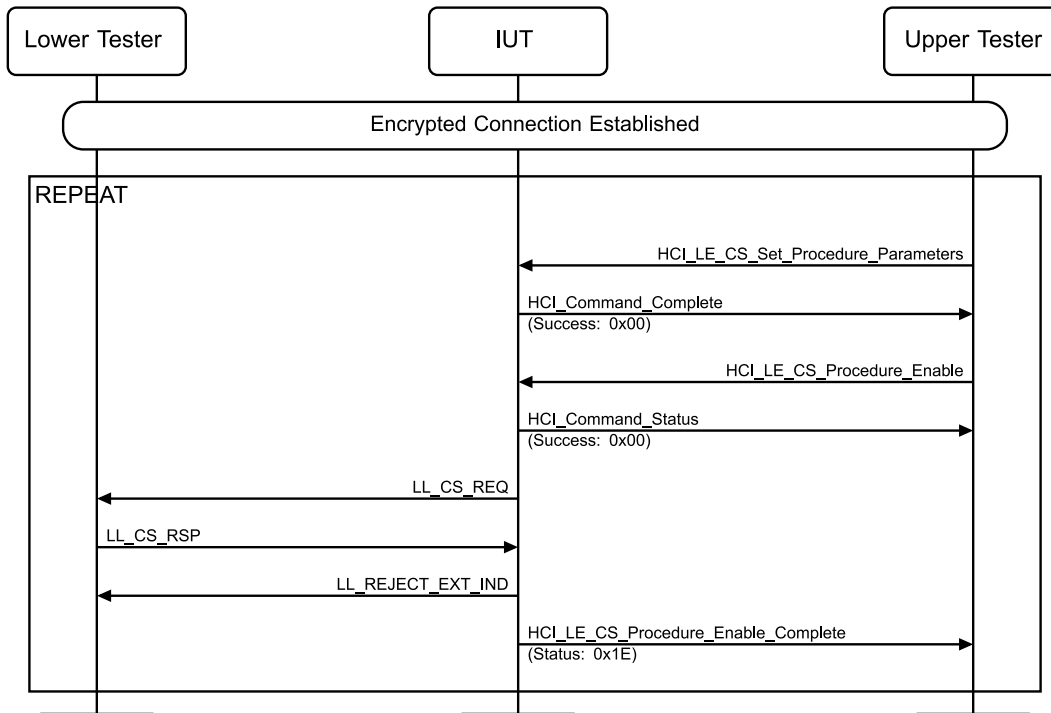 Lower Tester
IUT
Upper Tester
Encrypted Connection Established
REPEAT
HCI_LE_CS_Set_Procedure_Parameters
HCI_Command_Complete
(Success: 0x00)
HCI_LE_CS_Procedure_Enable
HCI_Command_Status
(Success: 0x00)
LL_CS_REQ
LL_CS_RSP
LL_REJECT_EXT_IND
HCI_LE_CS_Procedure_Enable_Complete
(Status: 0x1E)